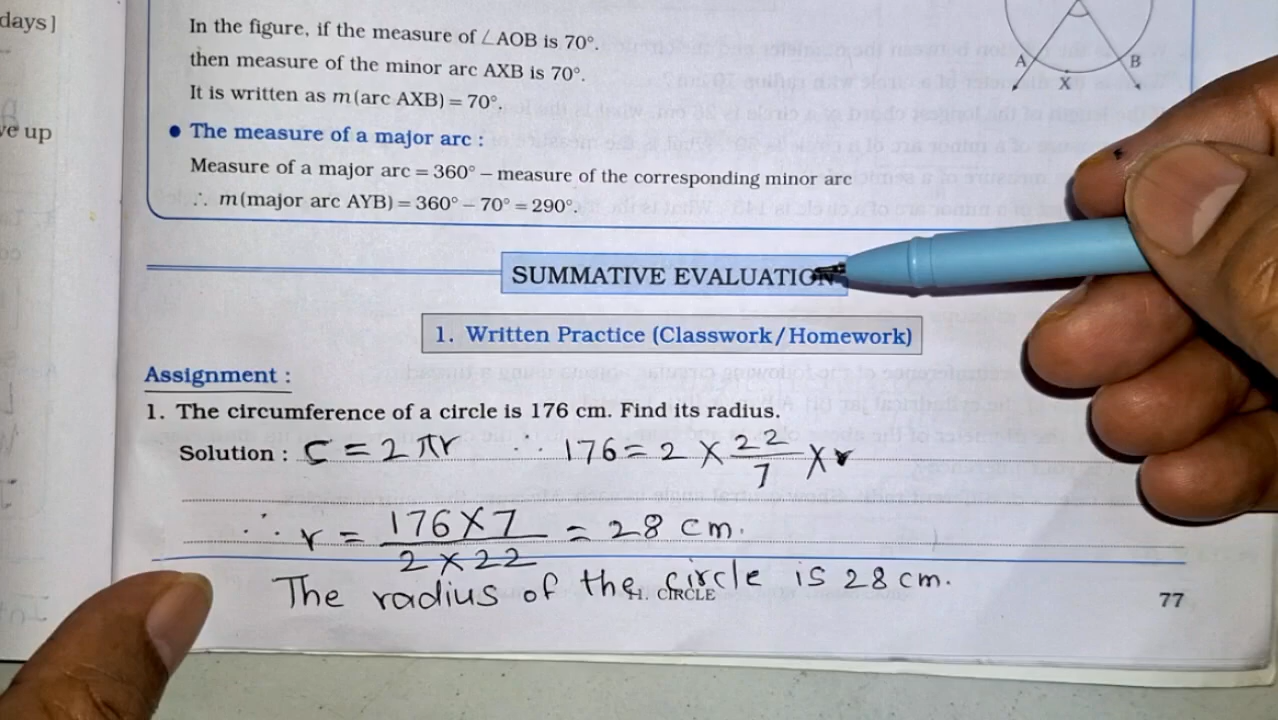 days]
ve up
In the figure, if the measure of ∠AOB is 70°.
then measure of the minor arc AXB is 70°.
It is written as m(arc AXB) = 70°.
A
B
X
• The measure of a major arc :
Measure of a major arc = 360° – measure of the corresponding minor arc
∴ m(major arc AYB) = 360° – 70° = 290°.
SUMMATIVE EVALUATION
1. Written Practice (Classwork/Homework)
Assignment :
1. The circumference of a circle is 176 cm. Find its radius.
Solution : C = 2πr ∴ 176 = 2 × 22/7 × r
∴ r = 176×7 / 2×22 = 28 cm.
The radius of the circle is 28 cm.
CIRCLE
77